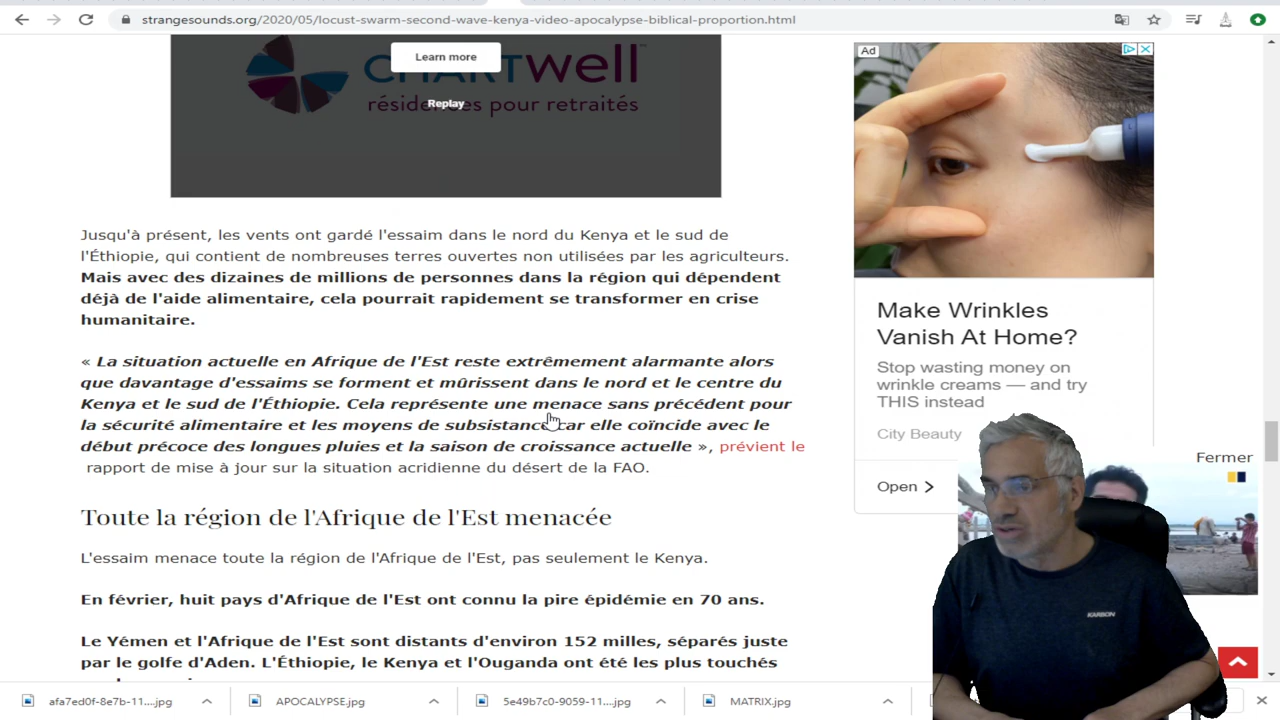 strangesounds.org/2020/05/locust-swarm-second-wave-kenya-video-apocalypse-biblical-proportion.html
Learn more
CHARTwell
résidences pour retraités
Replay
Jusqu'à présent, les vents ont gardé l'essaim dans le nord du Kenya et le sud de
l'Éthiopie, qui contient de nombreuses terres ouvertes non utilisées par les agriculteurs.
Mais avec des dizaines de millions de personnes dans la région qui dépendent
déjà de l'aide alimentaire, cela pourrait rapidement se transformer en crise
humanitaire.
« La situation actuelle en Afrique de l'Est reste extrêmement alarmante alors
que davantage d'essaims se forment et mûrissent dans le nord et le centre du
Kenya et le sud de l'Éthiopie. Cela représente une menace sans précédent pour
la sécurité alimentaire et les moyens de subsistance car elle coïncide avec le
début précoce des longues pluies et la saison de croissance actuelle », prévient le
rapport de mise à jour sur la situation acridienne du désert de la FAO.
Toute la région de l'Afrique de l'Est menacée
L'essaim menace toute la région de l'Afrique de l'Est, pas seulement le Kenya.
En février, huit pays d'Afrique de l'Est ont connu la pire épidémie en 70 ans.
Le Yémen et l'Afrique de l'Est sont distants d'environ 152 milles, séparés juste
par le golfe d'Aden. L'Éthiopie, le Kenya et l'Ouganda ont été les plus touchés
Ad
Make Wrinkles
Vanish At Home?
Stop wasting money on
wrinkle creams — and try
THIS instead
City Beauty
Open
Fermer
KARBON
afa7ed0f-8e7b-11....jpg
APOCALYPSE.jpg
5e49b7c0-9059-11....jpg
MATRIX.jpg